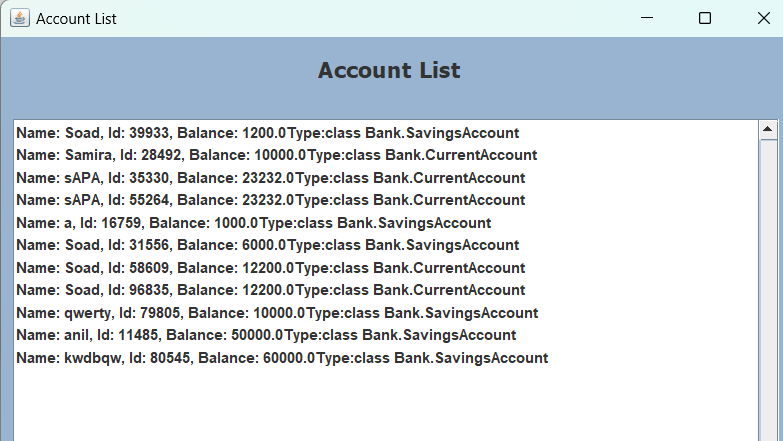 Account List
Account List
Name: Soad, Id: 39933, Balance: 1200.0Type:class Bank.SavingsAccount
Name: Samira, Id: 28492, Balance: 10000.0Type:class Bank.CurrentAccount
Name: sAPA, Id: 35330, Balance: 23232.0Type:class Bank.CurrentAccount
Name: sAPA, Id: 55264, Balance: 23232.0Type:class Bank.CurrentAccount
Name: a, Id: 16759, Balance: 1000.0Type:class Bank.SavingsAccount
Name: Soad, Id: 31556, Balance: 6000.0Type:class Bank.SavingsAccount
Name: Soad, Id: 58609, Balance: 12200.0Type:class Bank.CurrentAccount
Name: Soad, Id: 96835, Balance: 12200.0Type:class Bank.CurrentAccount
Name: qwerty, Id: 79805, Balance: 10000.0Type:class Bank.SavingsAccount
Name: anil, Id: 11485, Balance: 50000.0Type:class Bank.SavingsAccount
Name: kwdbqw, Id: 80545, Balance: 60000.0Type:class Bank.SavingsAccount